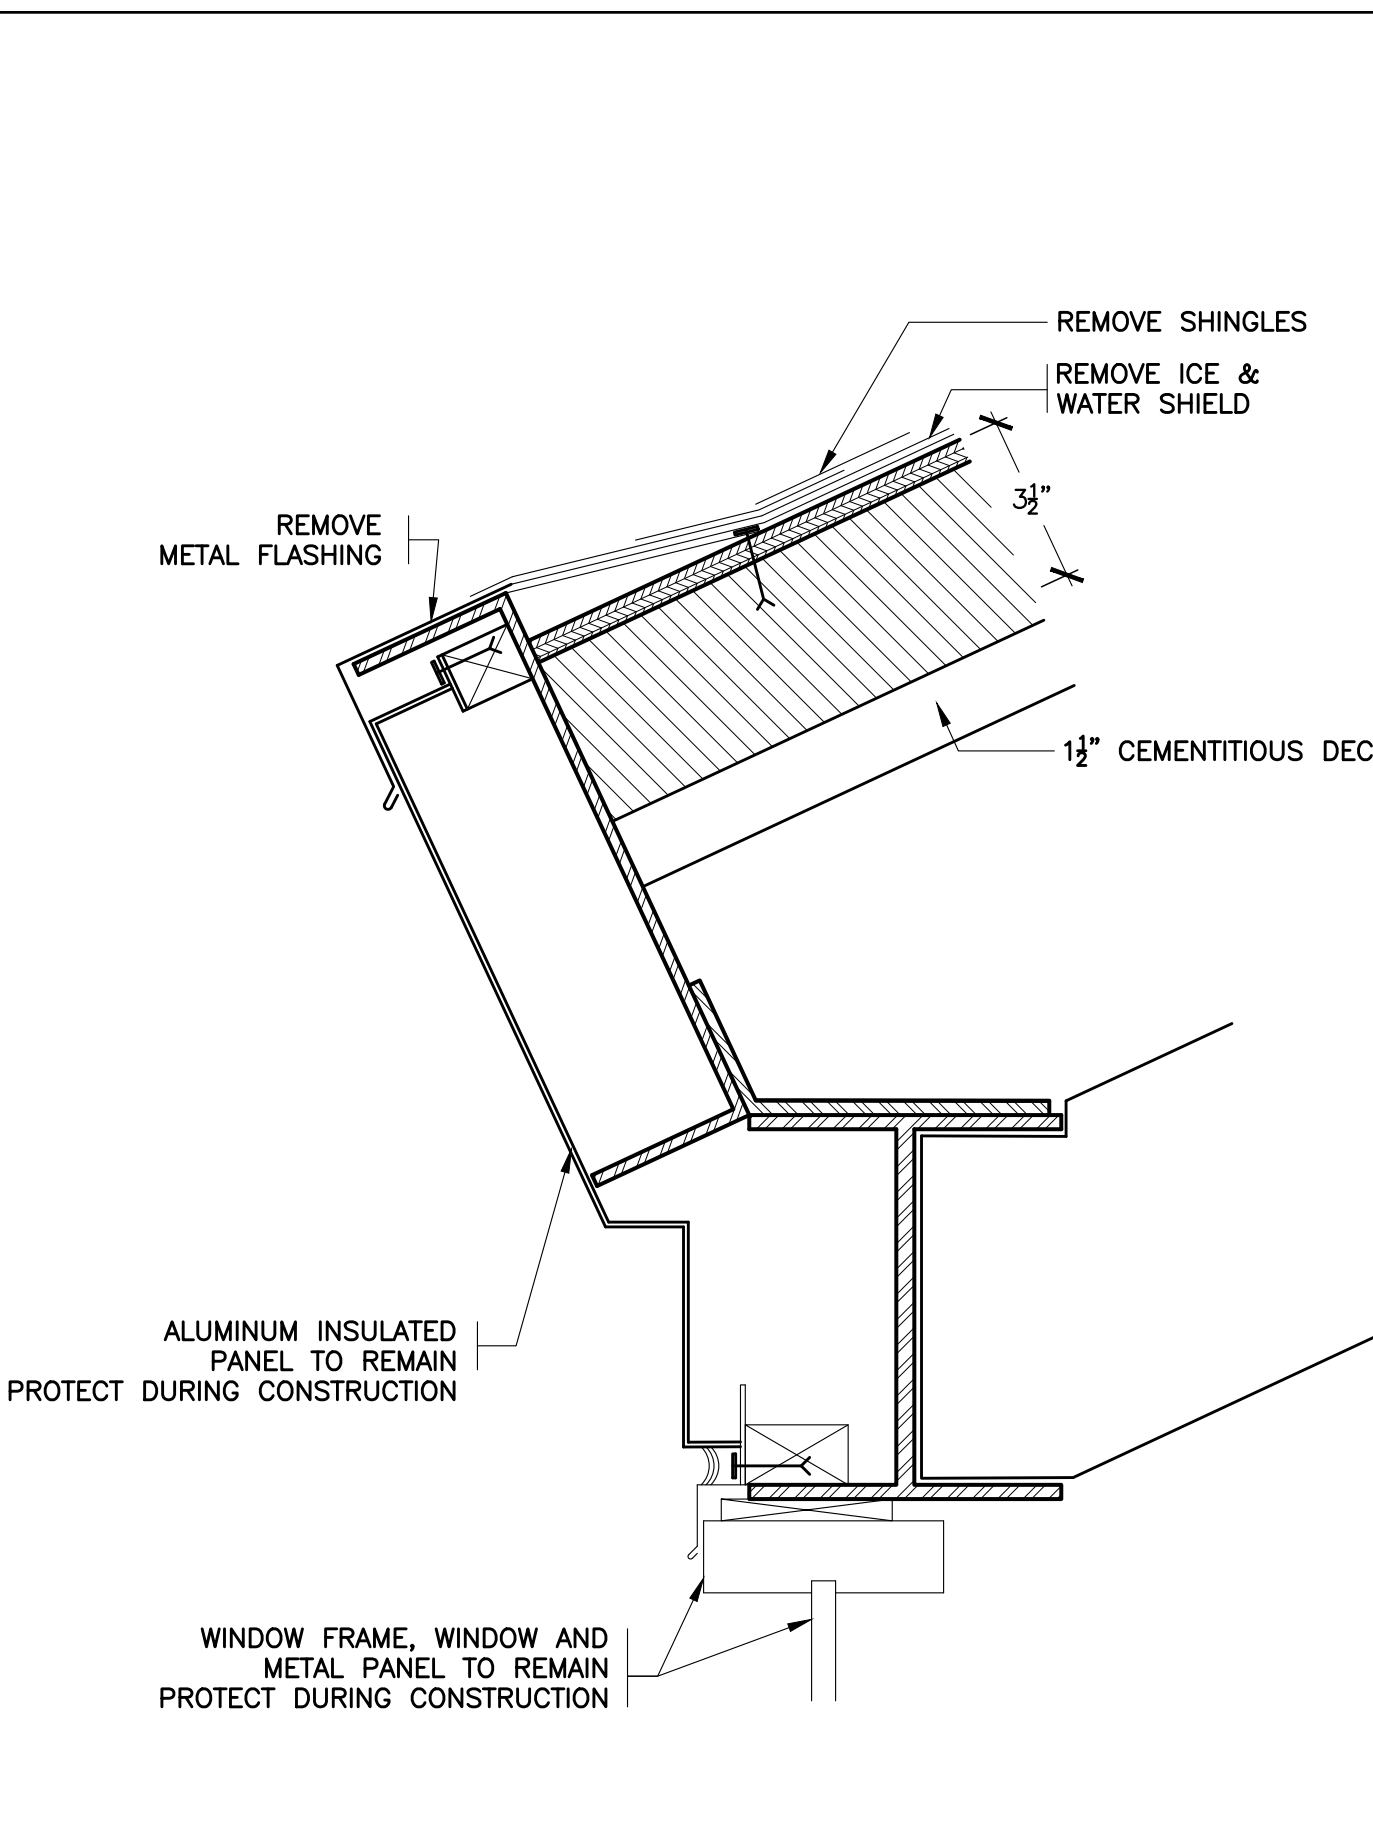 REMOVE SHINGLES
REMOVE ICE &
WATER SHIELD
3½"
REMOVE
METAL FLASHING
1½" CEMENTITIOUS DEC
ALUMINUM INSULATED
PANEL TO REMAIN
PROTECT DURING CONSTRUCTION
WINDOW FRAME, WINDOW AND
METAL PANEL TO REMAIN
PROTECT DURING CONSTRUCTION